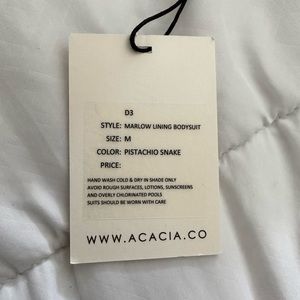 D3
STYLE: MARLOW LINING BODYSUIT
SIZE: M
COLOR: PISTACHIO SNAKE
PRICE:
HAND WASH COLD & DRY IN SHADE ONLY
AVOID ROUGH SURFACES, LOTIONS, SUNSCREENS
AND OVERLY CHLORINATED POOLS
SUITS SHOULD BE WORN WITH CARE
WWW.ACACIA.CO